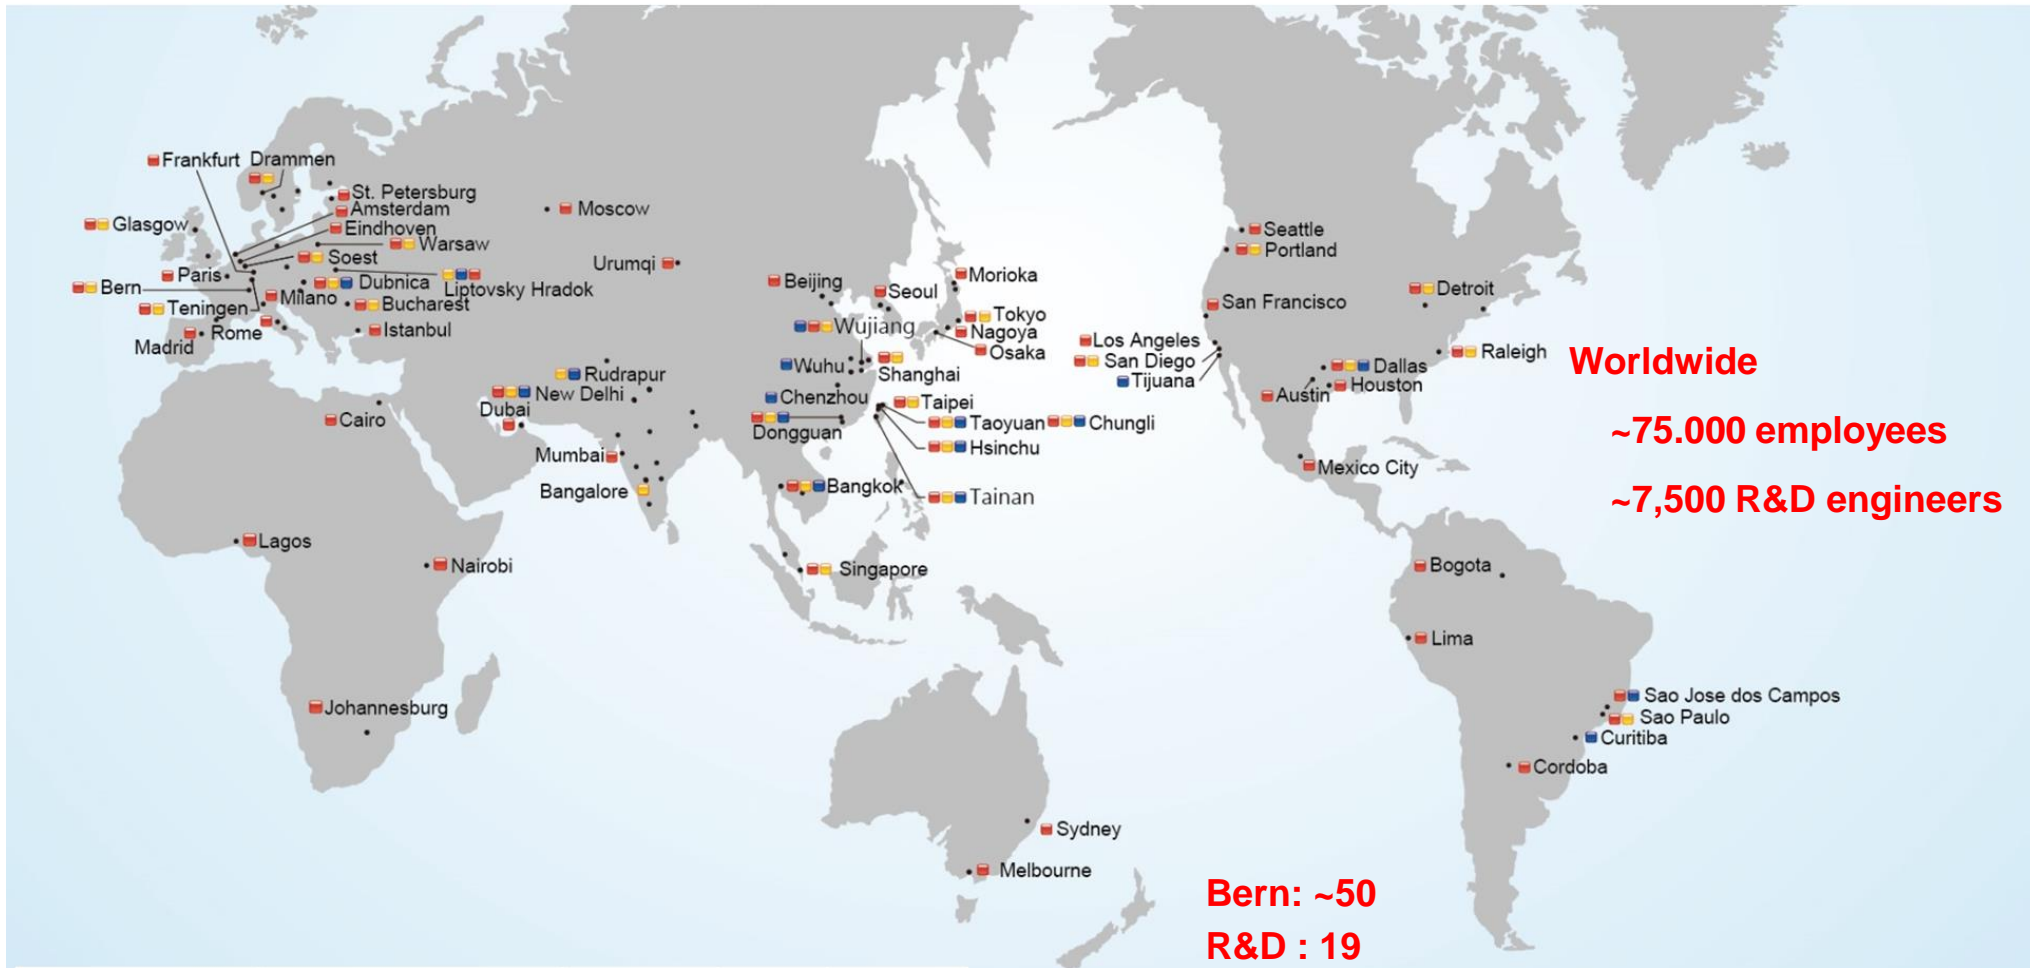 Frankfurt Drammen
St. Petersburg
Amsterdam
Moscow
Glasgow
Eindhoven
Seattle
Warsaw
Portland
Soest
Urumqi
Paris
Beijing
Morioka
Dubnica
Liptovsky Hradok
Bern
Milano
Seoul
Detroit
Teningen
Bucharest
San Francisco
Tokyo
Rome
Istanbul
Wujiang
Nagoya
Madrid
Los Angeles
Osaka
Raleigh
San Diego
Worldwide
Wuhu
Shanghai
Dallas
Rudrapur
Tijuana
Houston
New Delhi
Chenzhou
Austin
Taipei
Dubai
Cairo
Taoyuan
Chungli
~75.000 employees
Dongguan
Hsinchu
Mumbai
Mexico City
Bangalore
Bangkok
Tainan
~7,500 R&D engineers
Lagos
Nairobi
Singapore
Bogota
Lima
Sao Jose dos Campos
Johannesburg
Sao Paulo
Curitiba
Cordoba
Sydney
Melbourne
Bern: ~50
R&D : 19